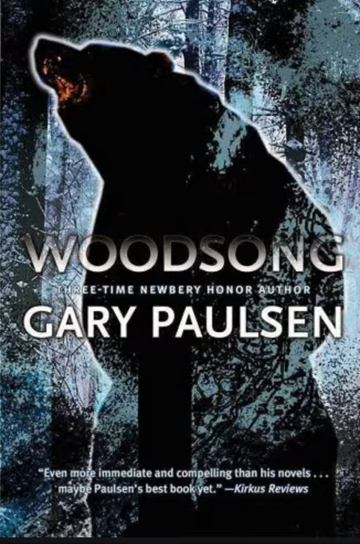 WOODSONG
THREE-TIME NEWBERY HONOR AUTHOR
GARY PAULSEN
“Even more immediate and compelling than his novels . . .
maybe Paulsen's best book yet.” —Kirkus Reviews